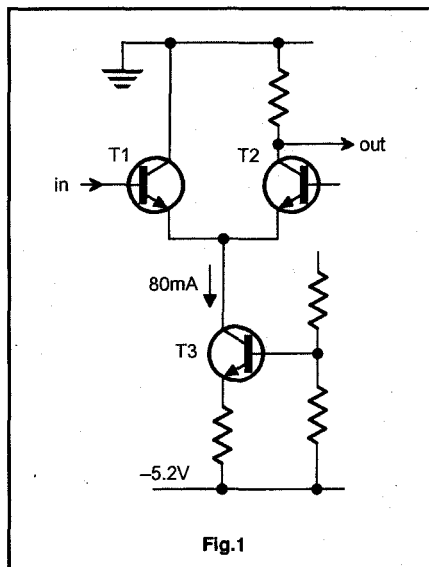 T1
T2
out
in
80mA
T3
–5.2V
Fig.1